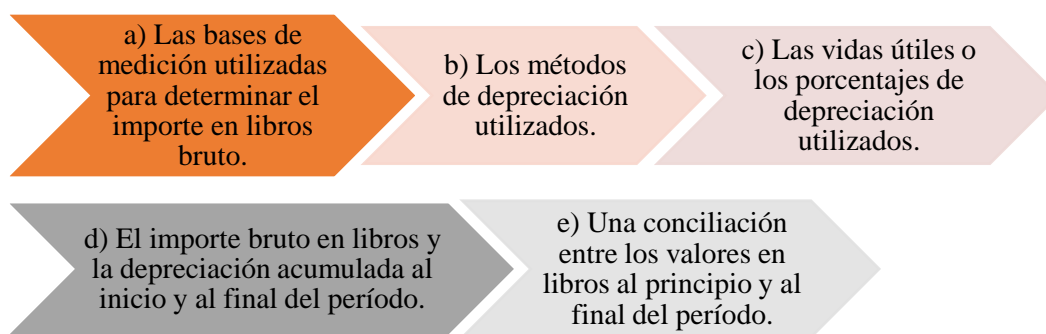 a) Las bases de
medición utilizadas
para determinar el
importe en libros
bruto.
b) Los métodos
de depreciación
utilizados.
c) Las vidas útiles o
los porcentajes de
depreciación
utilizados.
d) El importe bruto en libros y
la depreciación acumulada al
inicio y al final del período.
e) Una conciliación
entre los valores en
libros al principio y al
final del período.